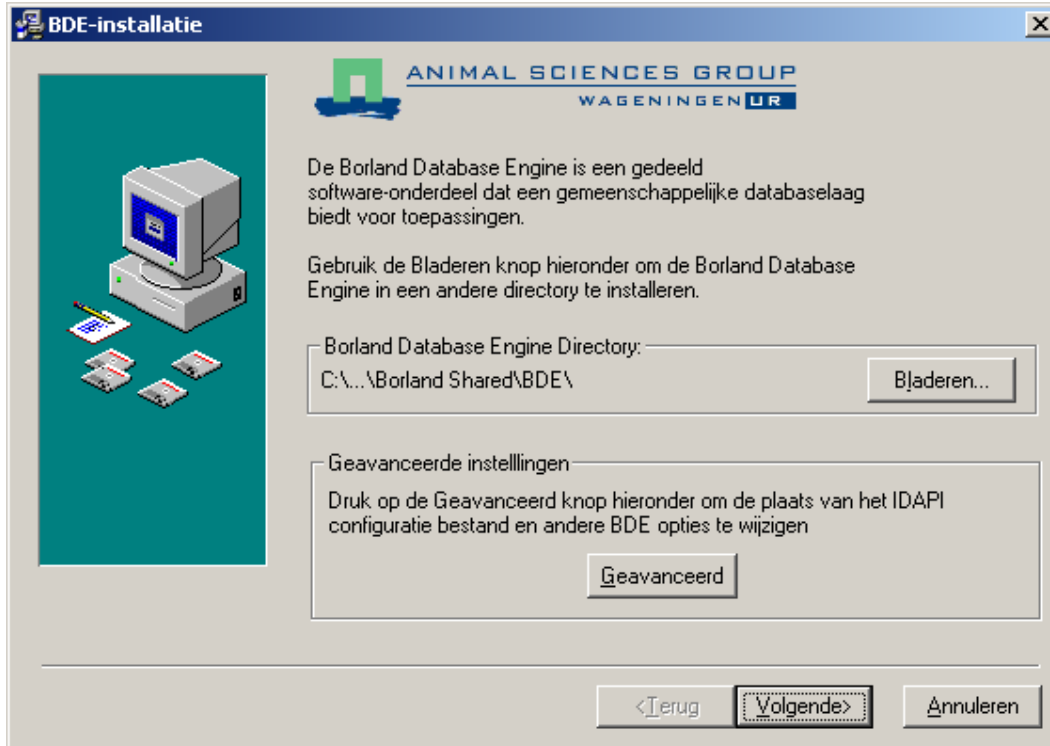 BDE-installatie
ANIMAL SCIENCES GROUP
WAGENINGEN UR
De Borland Database Engine is een gedeeld
software-onderdeel dat een gemeenschappelijke databaselaag
biedt voor toepassingen.
Gebruik de Bladeren knop hieronder om de Borland Database
Engine in een andere directory te installeren.
Borland Database Engine Directory:
C:\...\Borland Shared\BDE\
Bladeren...
Geavanceerde instelllingen
Druk op de Geavanceerd knop hieronder om de plaats van het IDAPI
configuratie bestand en andere BDE opties te wijzigen
Geavanceerd
<Terug
Volgende>
Annuleren